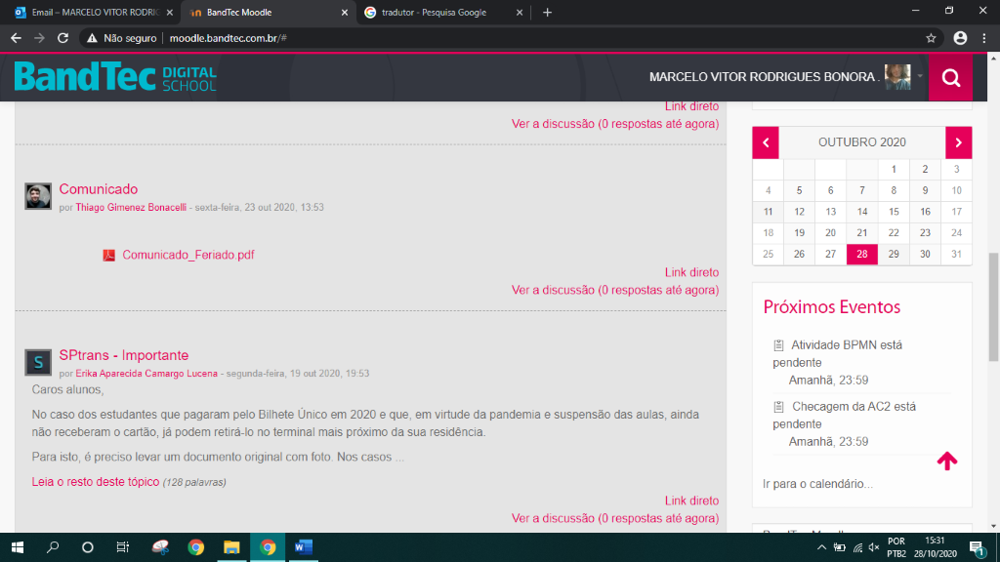 Email – MARCELO VITOR RODRIG
BandTec Moodle
tradutor - Pesquisa Google
Não seguro
moodle.bandtec.com.br/#
BandTec DIGITAL SCHOOL
MARCELO VITOR RODRIGUES BONORA .
Link direto
Ver a discussão (0 respostas até agora)
Comunicado
por Thiago Gimenez Bonacelli - sexta-feira, 23 out 2020, 13:53
Comunicado_Feriado.pdf
Link direto
Ver a discussão (0 respostas até agora)
SPtrans - Importante
por Erika Aparecida Camargo Lucena - segunda-feira, 19 out 2020, 19:53
Caros alunos,
No caso dos estudantes que pagaram pelo Bilhete Único em 2020 e que, em virtude da pandemia e suspensão das aulas, ainda
não receberam o cartão, já podem retirá-lo no terminal mais próximo da sua residência.
Para isto, é preciso levar um documento original com foto. Nos casos ...
Leia o resto deste tópico (128 palavras)
Link direto
Ver a discussão (0 respostas até agora)
OUTUBRO 2020
1 2 3
4 5 6 7 8 9 10
11 12 13 14 15 16 17
18 19 20 21 22 23 24
25 26 27 28 29 30 31
Próximos Eventos
Atividade BPMN está
pendente
Amanhã, 23:59
Checagem da AC2 está
pendente
Amanhã, 23:59
Ir para o calendário...
POR
PTB2
15:31
28/10/2020
1